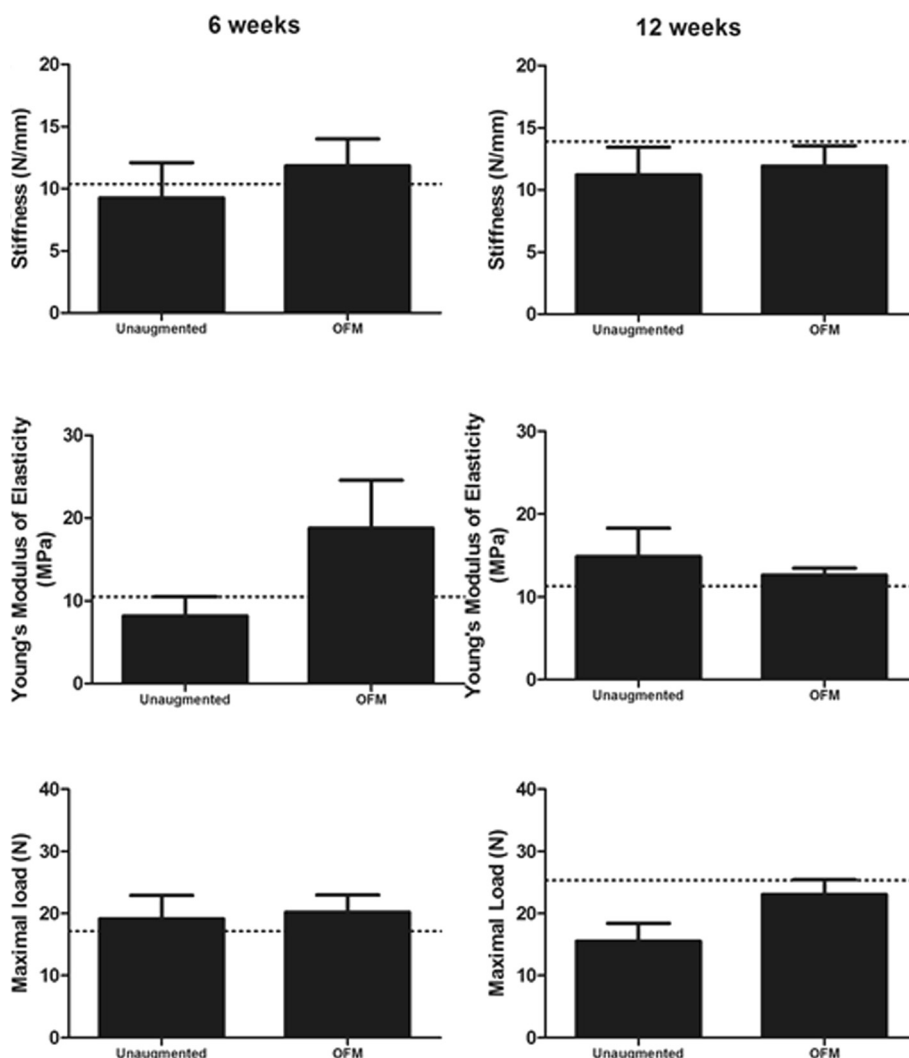 6 weeks
12 weeks
Stiffness (N/mm)
20
15
10
5
0
Unaugmented
OFM
Stiffness (N/mm)
20
15
10
5
0
Unaugmented
OFM
Young's Modulus of Elasticity
(MPa)
30
20
10
0
Unaugmented
OFM
Young's Modulus of Elasticity
(MPa)
30
20
10
0
Unaugmented
OFM
Maximal load (N)
40
30
20
10
0
Unaugmented
OFM
Maximal Load (N)
40
30
20
10
0
Unaugmented
OFM